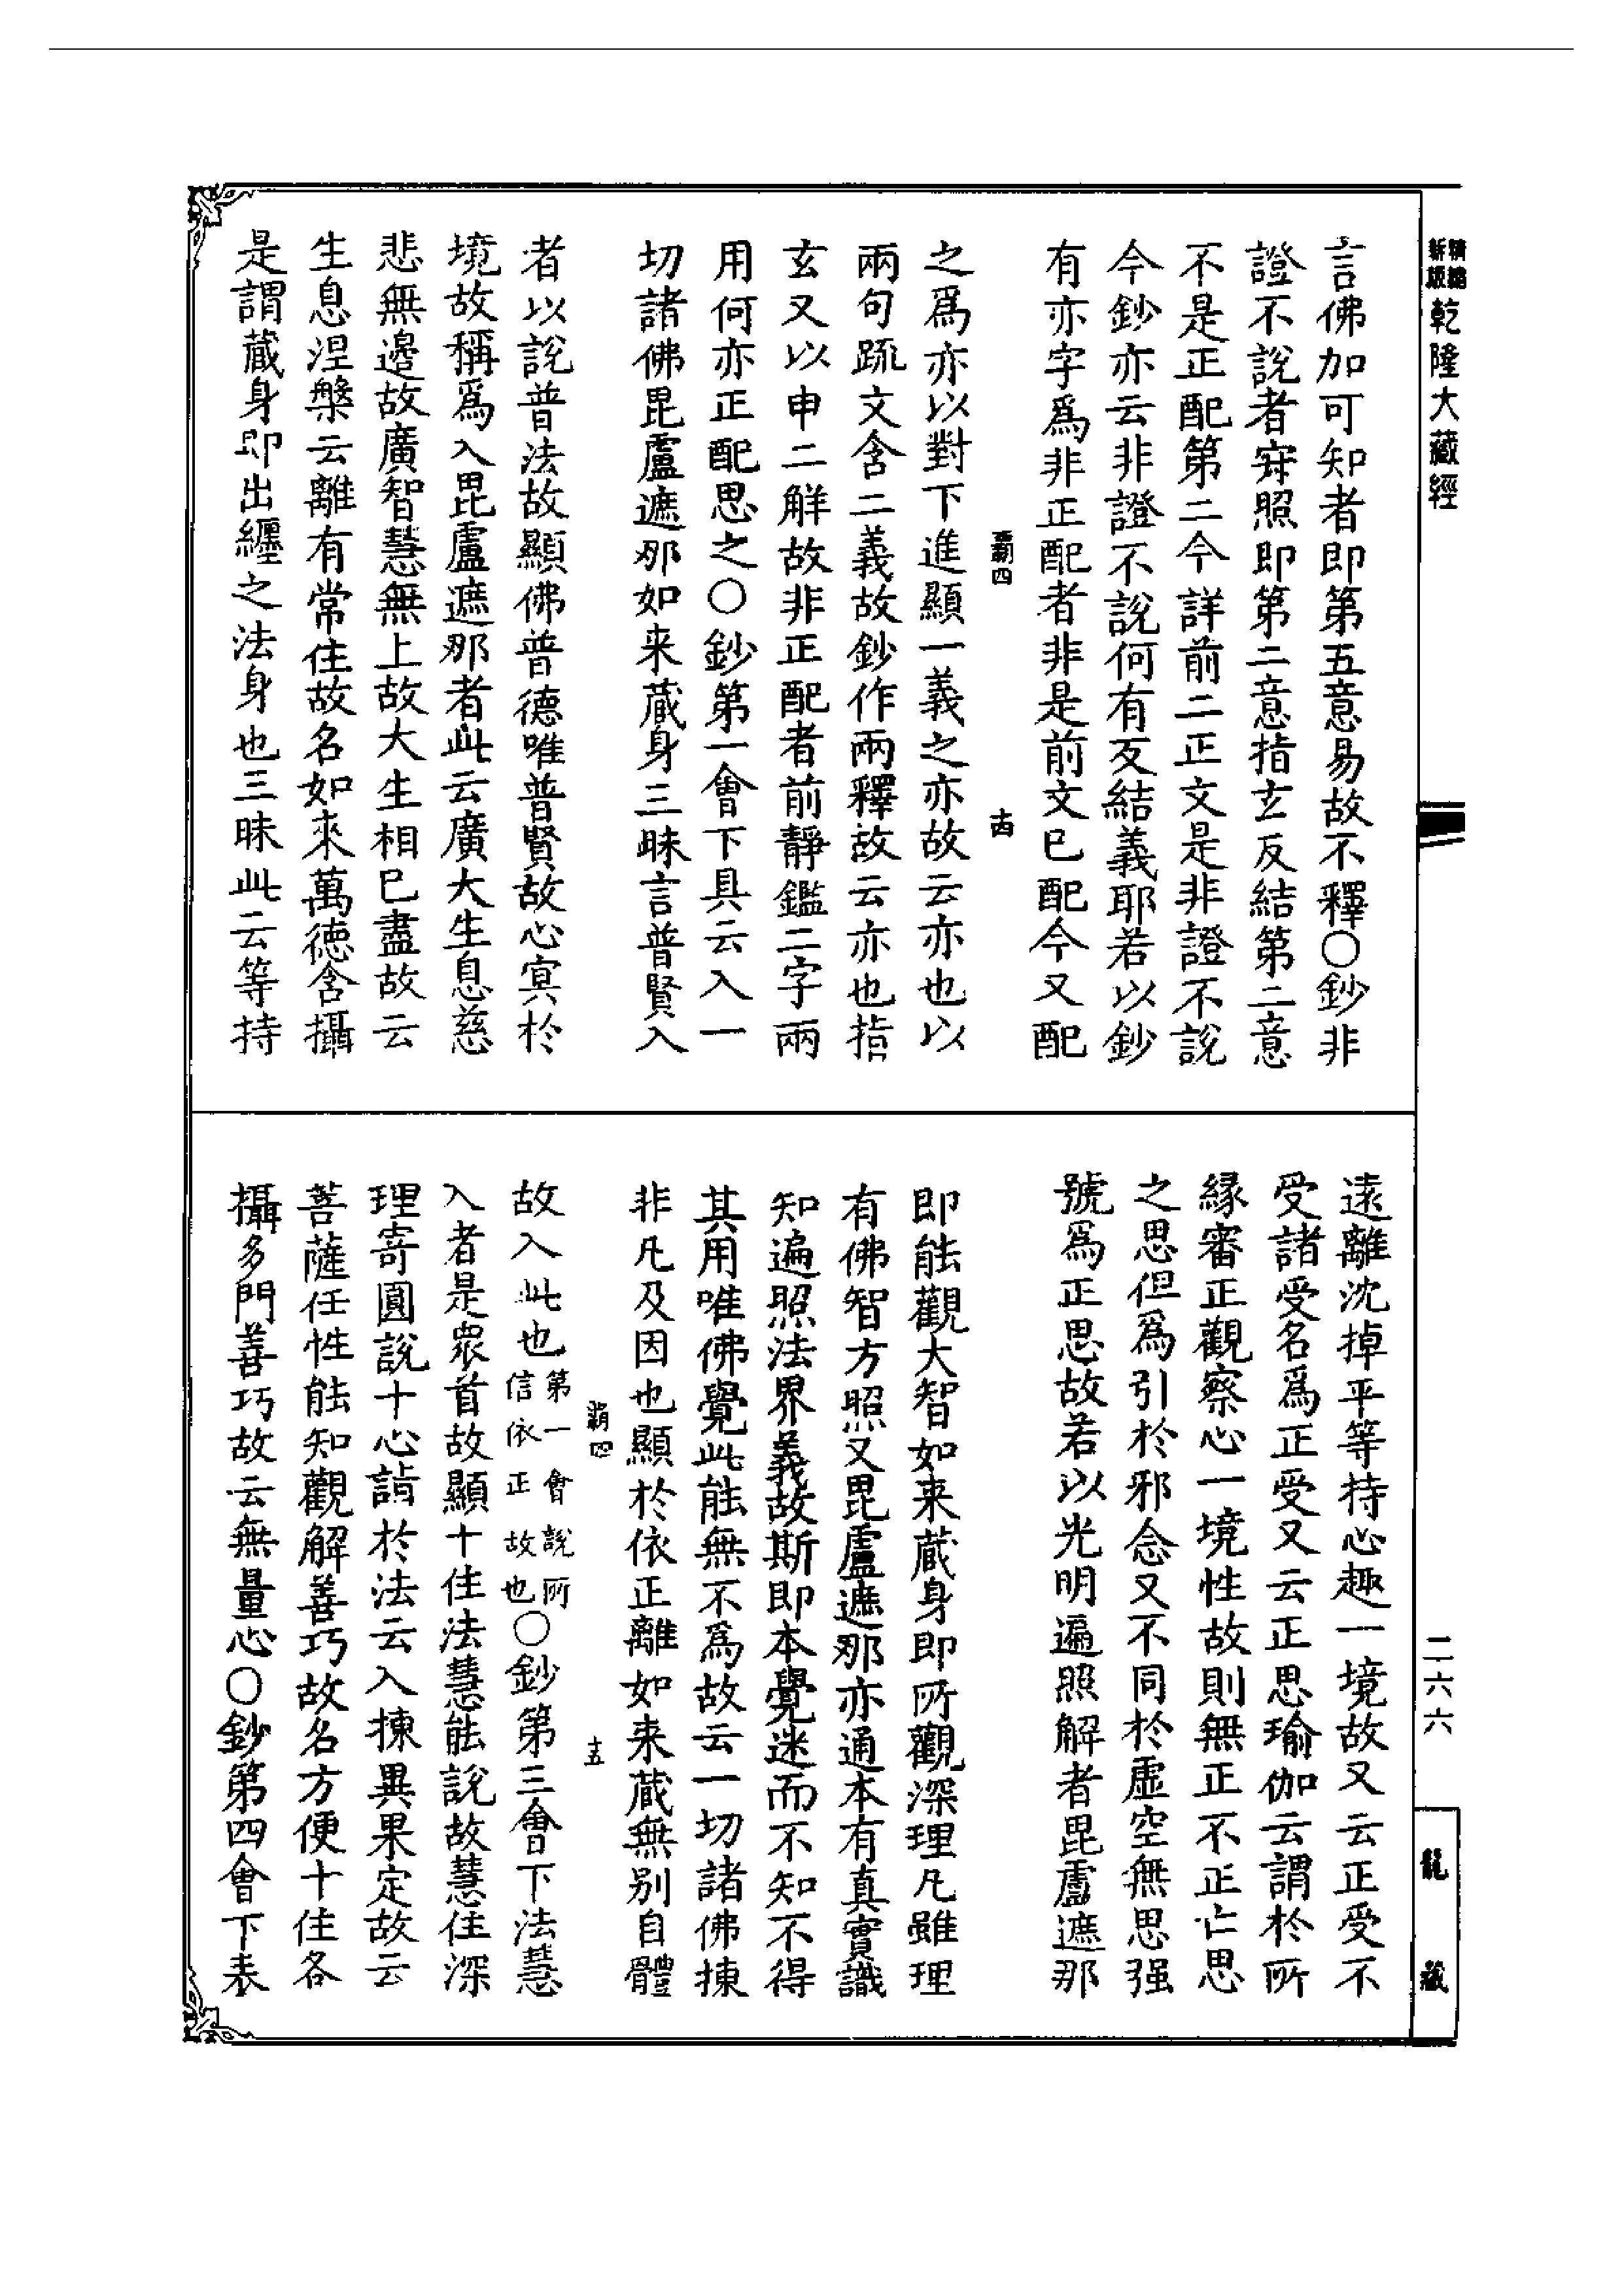 精縮新版乾隆大藏經
言佛加可知者即第五意易故不釋○鈔非
證不説者㝎照即第二意指玄反結第二意
不是正配第二今詳前二正文是非證不説
今鈔亦云非證不説何有反結義耶若以鈔
有亦字爲非正配者非是前文已配今又配
霸四
十四
之爲亦以對下進顯一義之亦故云亦也以
兩句䟽文含二義故鈔作兩釋故云亦也指
玄又以申二解故非正配者前靜鑑二字兩
用何亦正配思之○鈔第一會下具云入一
切諸佛毘盧遮那如来蔵身三昧言普賢入
者以説普法故顯佛普德唯普賢故心冥於
境故稱爲入毘盧遮那者此云廣大生息慈
悲無邊故廣智慧無上故大生相已盡故云
生息涅槃云離有常住故名如來萬德含攝
是謂蔵身即出纏之法身也三昧此云等持
遠離沈掉平等持心趣一境故又云正受不
受諸受名爲正受又云正思瑜伽云謂於所
緣審正觀察心一境性故則無正不正亡思
之思但爲引於邪念又不同於虛空無思强
號爲正思故若以光明遍照解者毘盧遮那
即能觀大智如来蔵身即所觀深理凡雖理
有佛智方照又毘盧遮那亦通本有真實識
知遍照法界義故斯即本覺迷而不知不得
其用唯佛覺此能無不爲故云一切諸佛揀
非凡及因也顯於依正離如来蔵無别自體
霸四
十五
故入此也第一會説所信依正故也○鈔第三會下法慧
入者是衆首故顯十住法慧能説故慧住深
理寄圓説十心詣於法云入揀異果定故云
菩薩任性能知觀解善巧故名方便十住各
攝多門善巧故云無量心○鈔第四會下表
二六六
龍藏